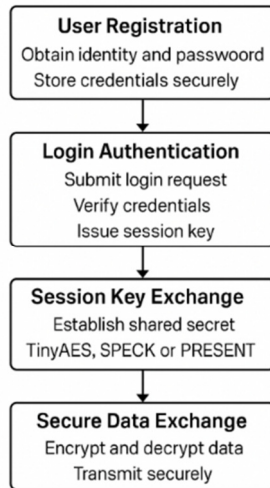 User Registration
Obtain identity and passwoord
Store credentials securely
Login Authentication
Submit login request
Verify credentials
Issue session key
Session Key Exchange
Establish shared secret
TinyAES, SPECK or PRESENT
Secure Data Exchange
Encrypt and decrypt data
Transmit securely